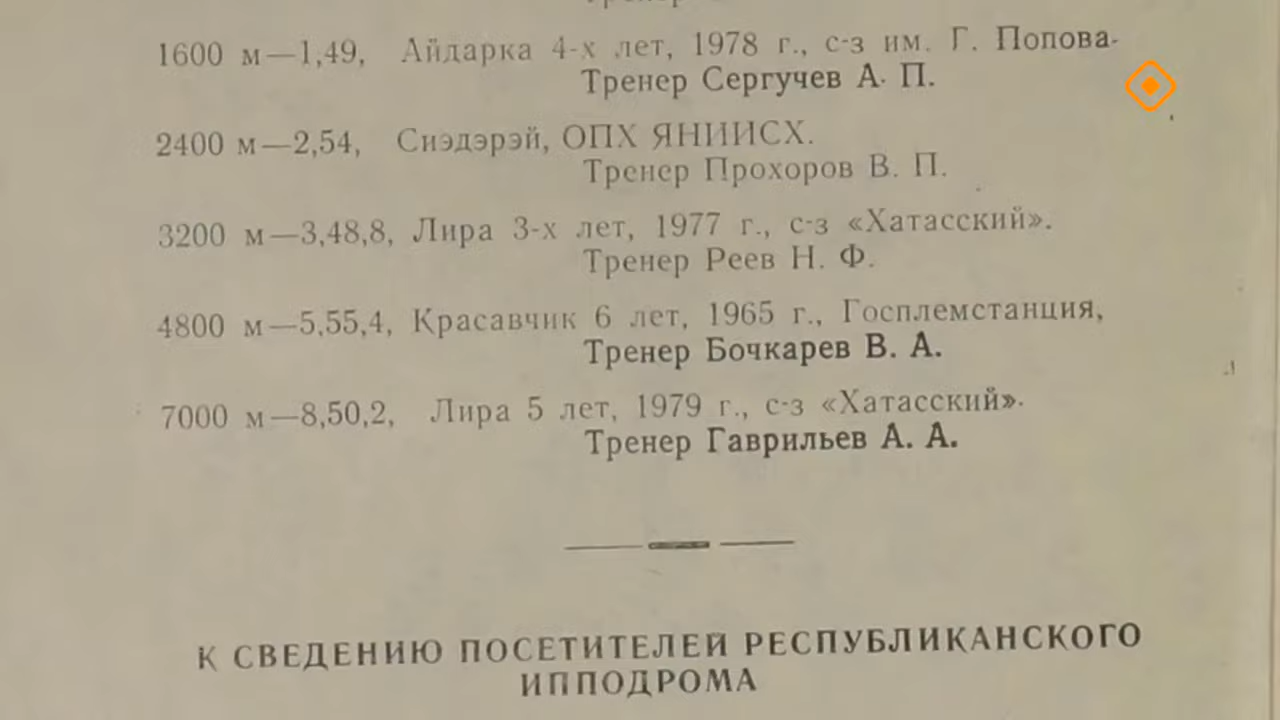 1600 м—1,49, Айдарка 4-х лет, 1978 г., с-з им. Г. Попова.
Тренер Сергучев А. П.
2400 м—2,54, Сиэдэрэй, ОПХ ЯНИИСХ.
Тренер Прохоров В. П.
3200 м—3,48,8, Лира 3-х лет, 1977 г., с-з «Хатасский».
Тренер Реев Н. Ф.
4800 м—5,55,4, Красавчик 6 лет, 1965 г., Госплемстанция,
Тренер Бочкарев В. А.
7000 м—8,50,2, Лира 5 лет, 1979 г., с-з «Хатасский».
Тренер Гаврильев А. А.
К СВЕДЕНИЮ ПОСЕТИТЕЛЕЙ РЕСПУБЛИКАНСКОГО
ИППОДРОМА